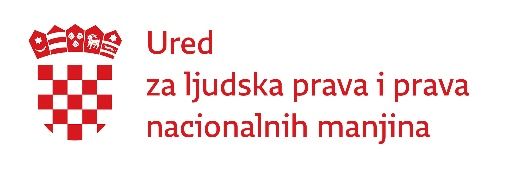 Ured
za ljudska prava i prava
nacionalnih manjina